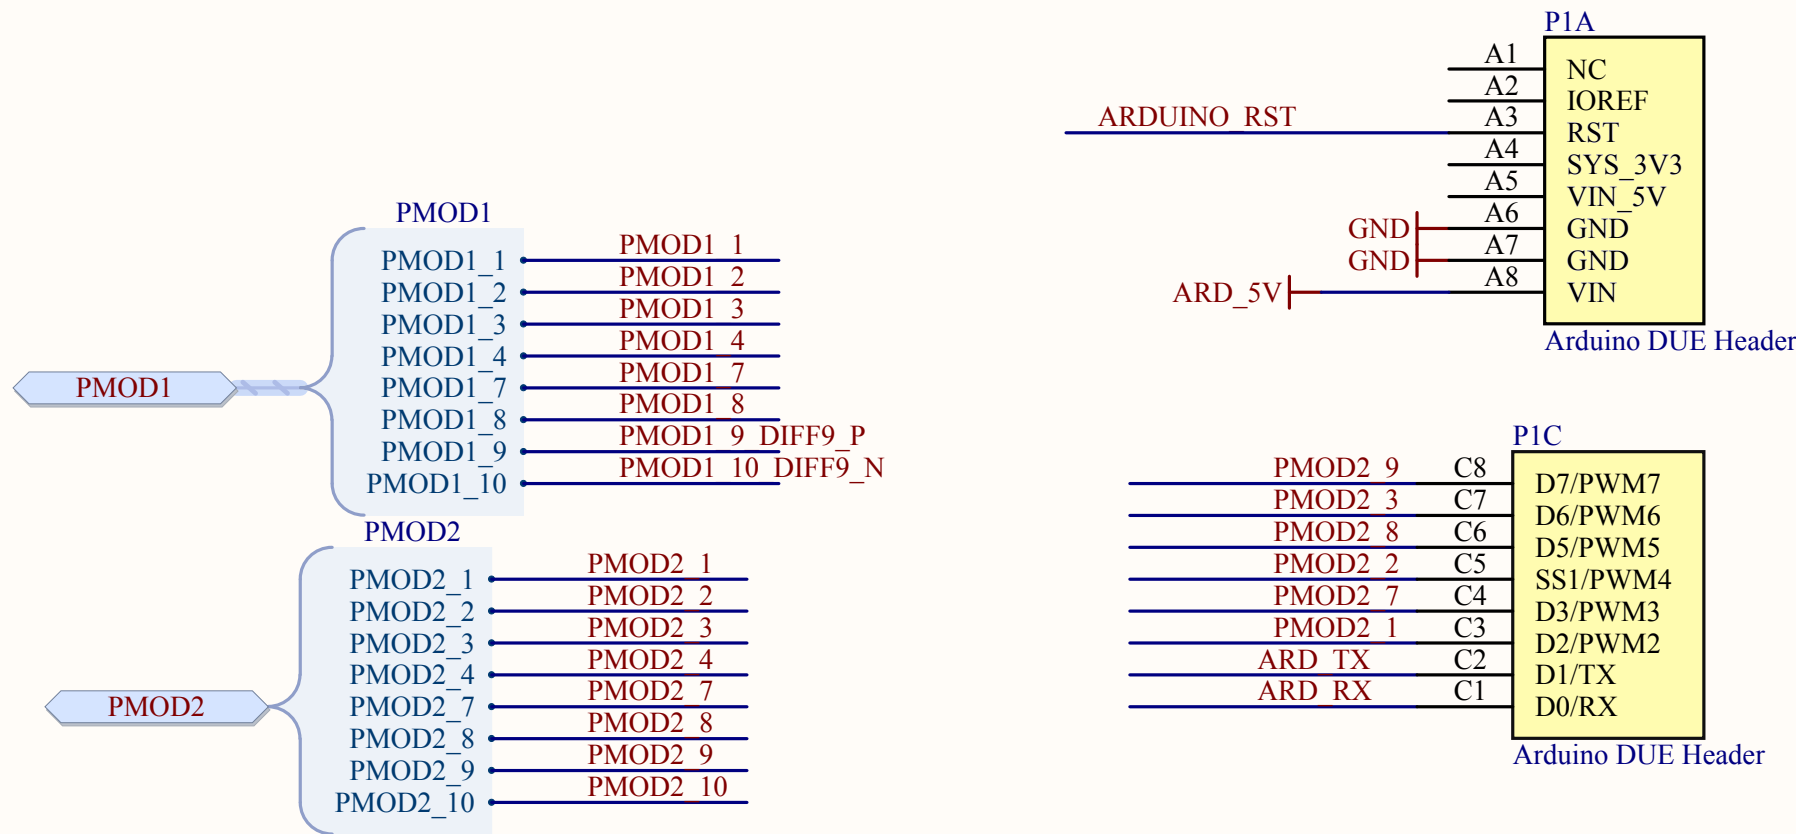 P1A
A1 NC
A2 IOREF
ARDUINO_RST A3 RST
A4 SYS_3V3
A5 VIN_5V
GND A6 GND
GND A7 GND
ARD_5V A8 VIN
Arduino DUE Header
PMOD1
PMOD1
PMOD1_1 PMOD1_1
PMOD1_2 PMOD1_2
PMOD1_3 PMOD1_3
PMOD1_4 PMOD1_4
PMOD1_7 PMOD1_7
PMOD1_8 PMOD1_8
PMOD1_9 PMOD1_9_DIFF9_P
PMOD1_10 PMOD1_10_DIFF9_N
PMOD2
PMOD2
PMOD2_1 PMOD2_1
PMOD2_2 PMOD2_2
PMOD2_3 PMOD2_3
PMOD2_4 PMOD2_4
PMOD2_7 PMOD2_7
PMOD2_8 PMOD2_8
PMOD2_9 PMOD2_9
PMOD2_10 PMOD2_10
P1C
PMOD2_9 C8 D7/PWM7
PMOD2_3 C7 D6/PWM6
PMOD2_8 C6 D5/PWM5
PMOD2_2 C5 SS1/PWM4
PMOD2_7 C4 D3/PWM3
PMOD2_1 C3 D2/PWM2
ARD_TX C2 D1/TX
ARD_RX C1 D0/RX
Arduino DUE Header